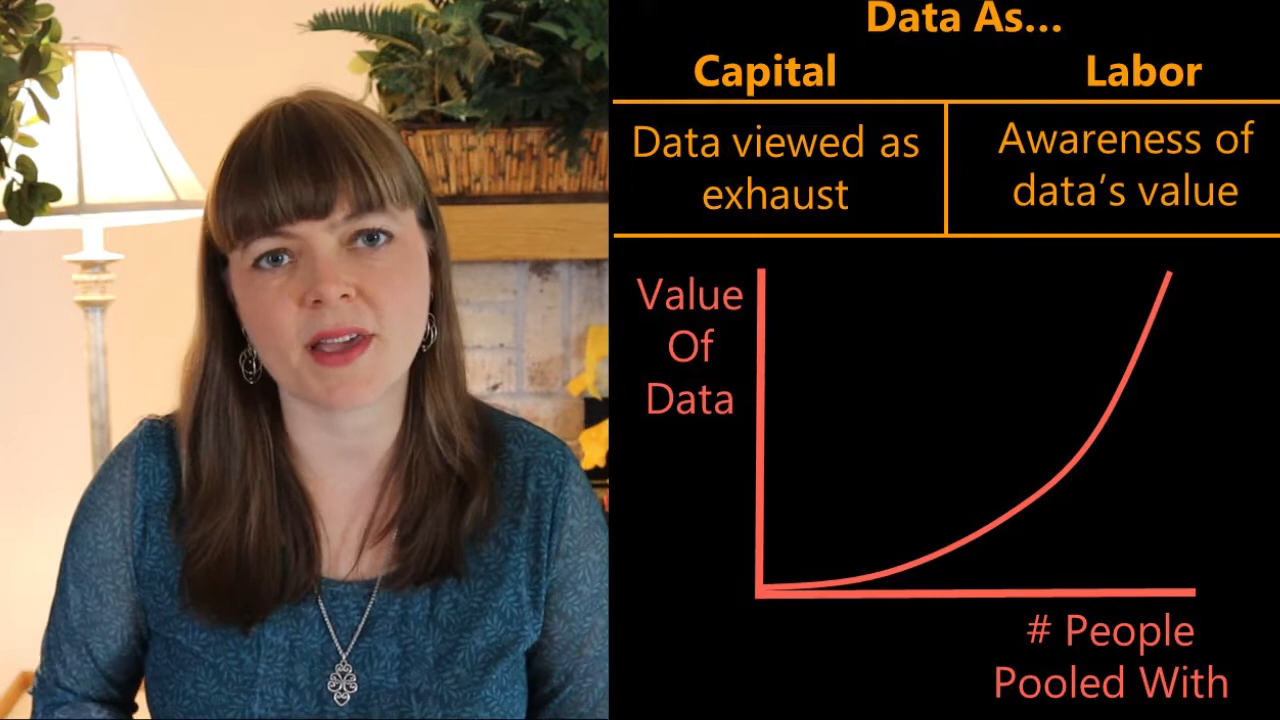 Data As...
Capital
Labor
Data viewed as
exhaust
Awareness of
data's value
Value
Of
Data
# People
Pooled With